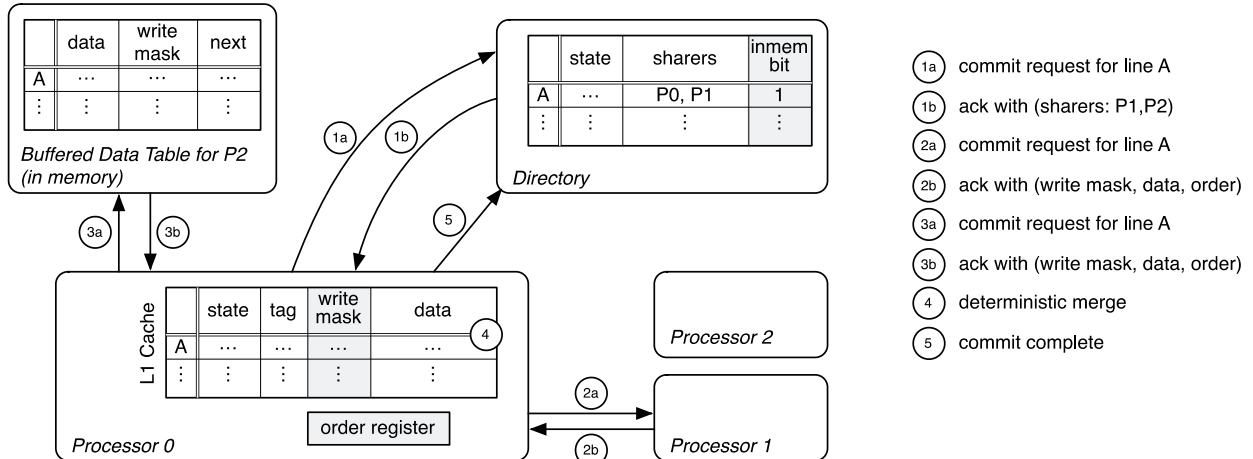 data write mask next
A ... ... ...
⋮ ⋮ ⋮ ⋮
Buffered Data Table for P2
(in memory)
state sharers inmem bit
A ... P0, P1 1
⋮ ⋮ ⋮ ⋮
Directory
1a
1b
5
3a
3b
L1 Cache
state tag write mask data
A ... ... ... ...
⋮ ⋮ ⋮ ⋮ ⋮
4
order register
Processor 0
2a
2b
Processor 2
Processor 1
1a commit request for line A
1b ack with (sharers: P1,P2)
2a commit request for line A
2b ack with (write mask, data, order)
3a commit request for line A
3b ack with (write mask, data, order)
4 deterministic merge
5 commit complete